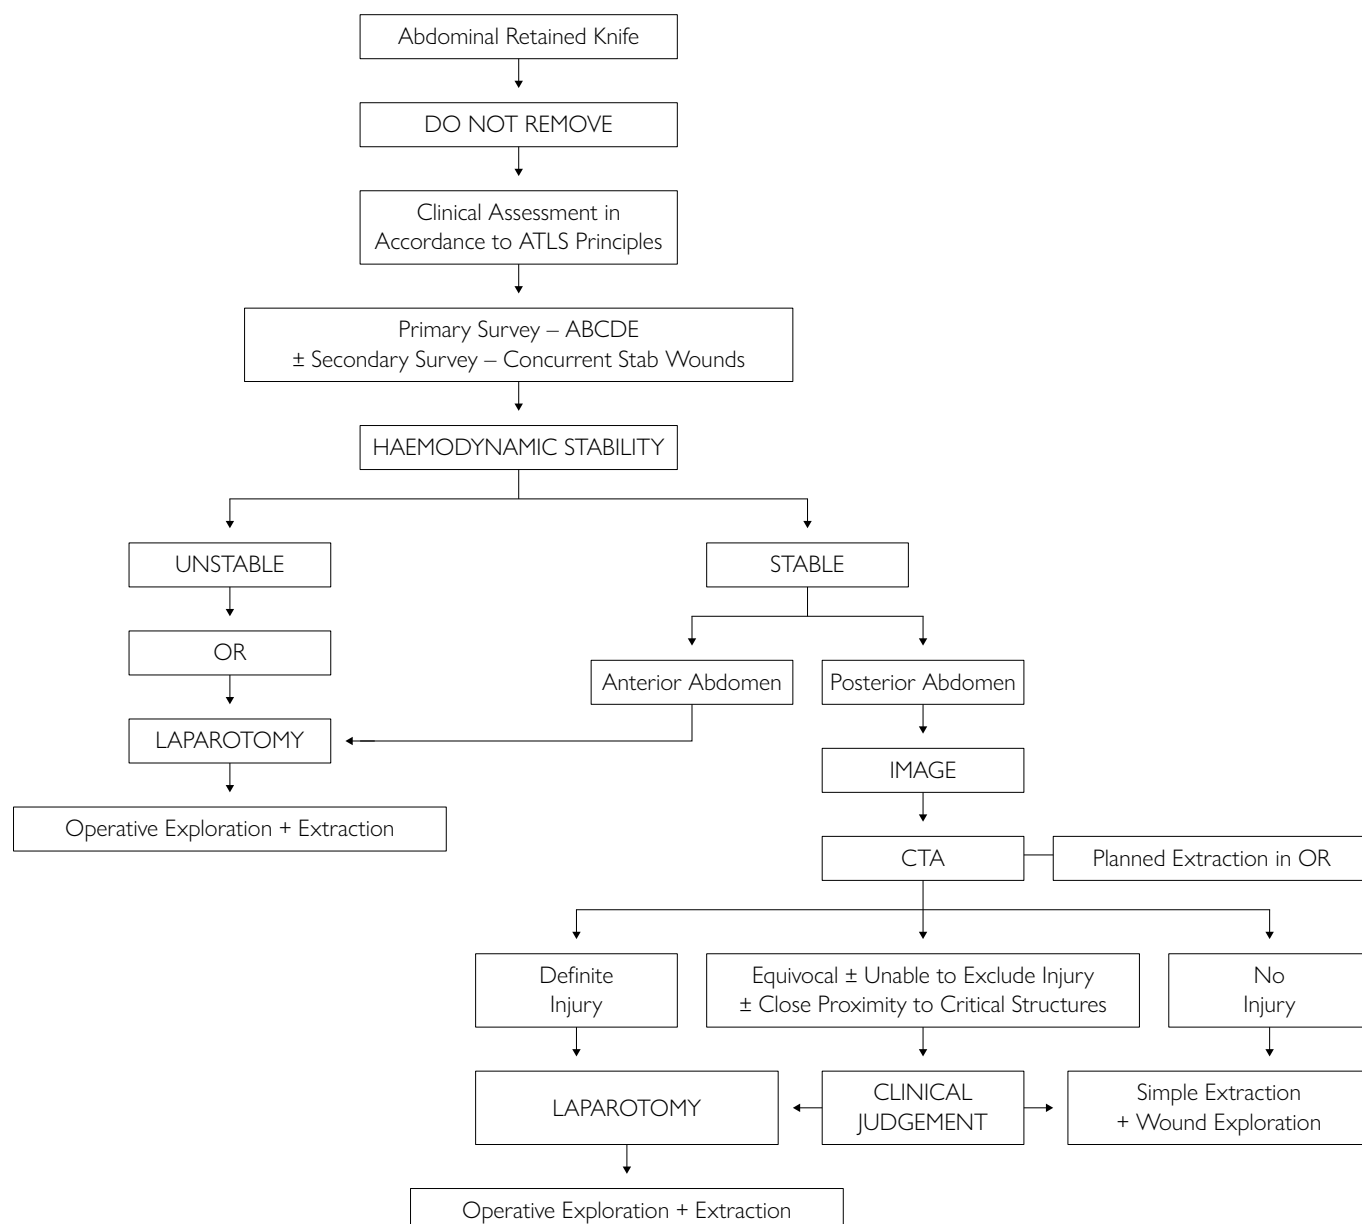 Abdominal Retained Knife
DO NOT REMOVE
Clinical Assessment in
Accordance to ATLS Principles
Primary Survey – ABCDE
± Secondary Survey – Concurrent Stab Wounds
HAEMODYNAMIC STABILITY
UNSTABLE
STABLE
OR
Anterior Abdomen
Posterior Abdomen
LAPAROTOMY
IMAGE
Operative Exploration + Extraction
CTA
Planned Extraction in OR
Definite
Injury
Equivocal ± Unable to Exclude Injury
± Close Proximity to Critical Structures
No
Injury
LAPAROTOMY
CLINICAL
JUDGEMENT
Simple Extraction
+ Wound Exploration
Operative Exploration + Extraction